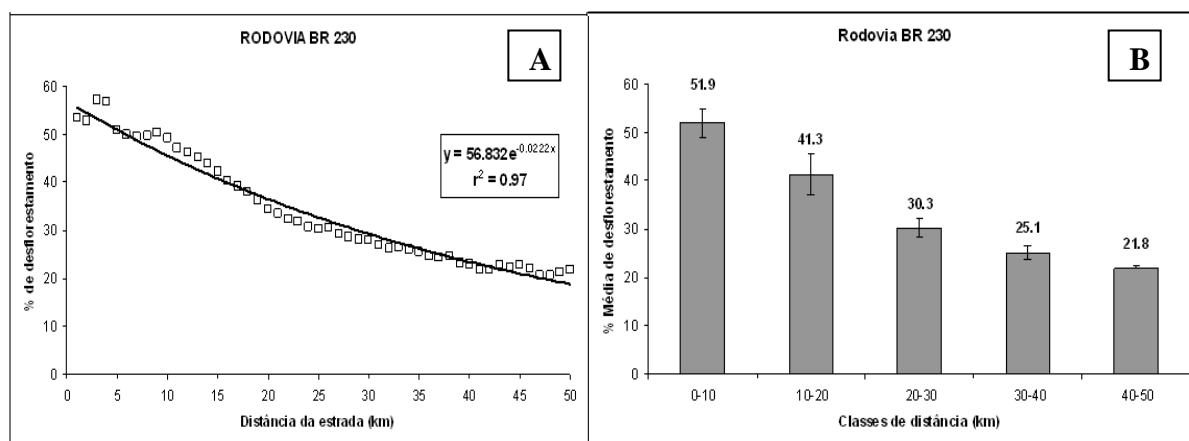 RODOVIA BR 230
A
% de desflorestamento
60
50
40
30
20
10
0
y = 56.832e^-0.0222x
r² = 0.97
0 5 10 15 20 25 30 35 40 45 50
Distância da estrada (km)
Rodovia BR 230
B
% Média de desflorestamento
60
50
40
30
20
10
0
51.9
41.3
30.3
25.1
21.8
0-10 10-20 20-30 30-40 40-50
Classes de distância (km)